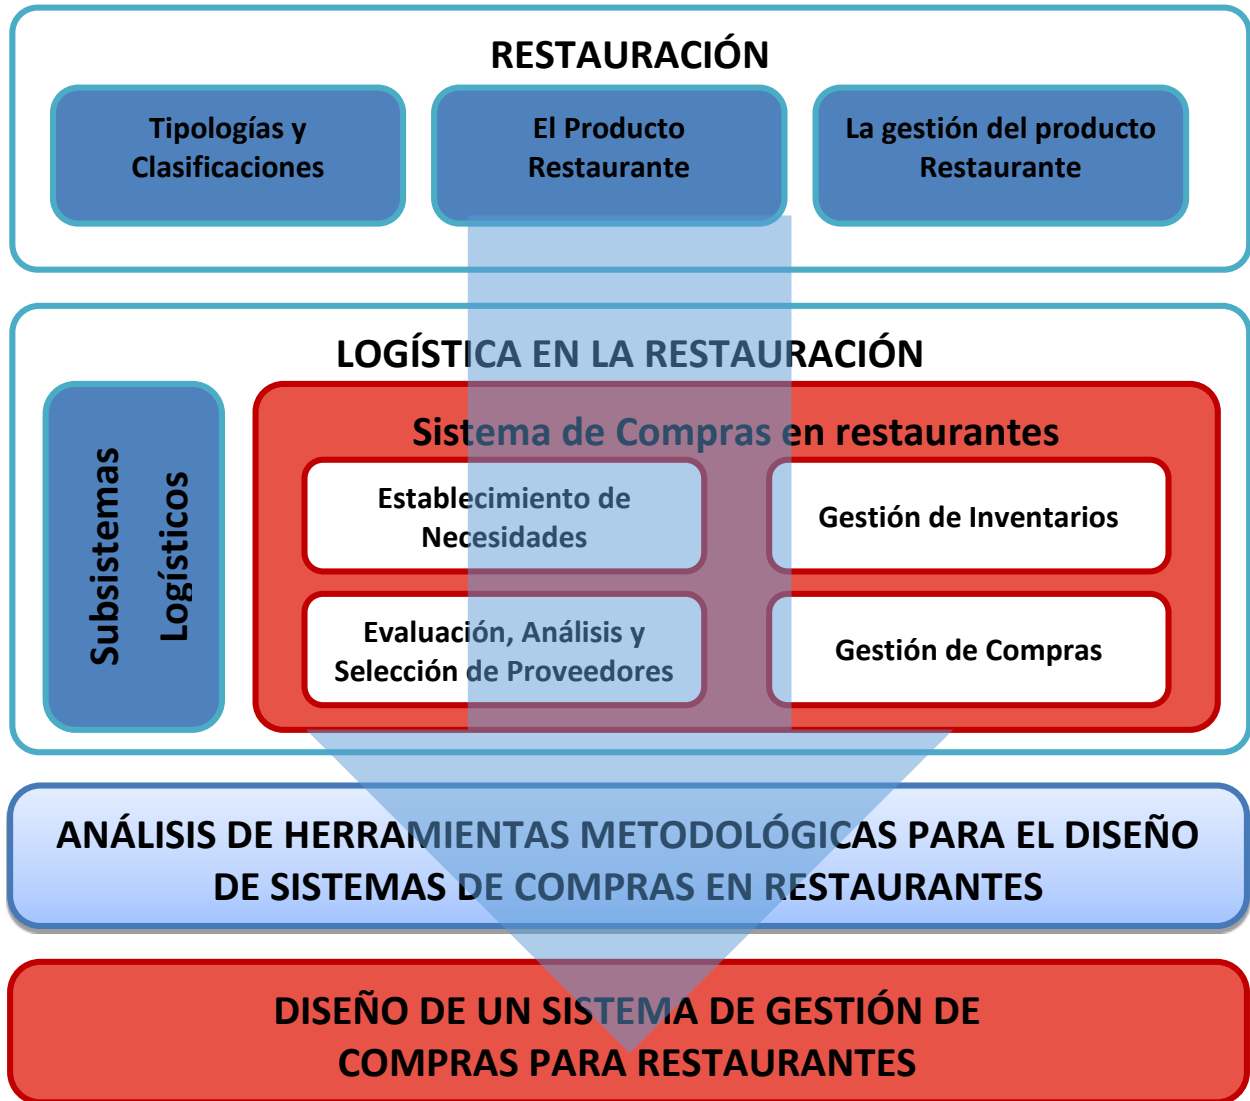 RESTAURACIÓN
Tipologías y
Clasificaciones
El Producto
Restaurante
La gestión del producto
Restaurante
LOGÍSTICA EN LA RESTAURACIÓN
Subsistemas
Logísticos
Sistema de Compras en restaurantes
Establecimiento de
Necesidades
Gestión de Inventarios
Evaluación, Análisis y
Selección de Proveedores
Gestión de Compras
ANÁLISIS DE HERRAMIENTAS METODOLÓGICAS PARA EL DISEÑO
DE SISTEMAS DE COMPRAS EN RESTAURANTES
DISEÑO DE UN SISTEMA DE GESTIÓN DE
COMPRAS PARA RESTAURANTES